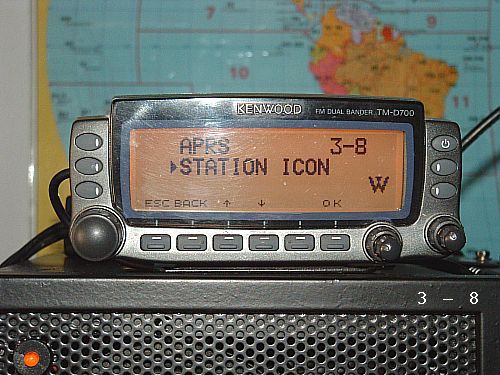 7
10
11
KENWOOD FM DUAL BANDER TM-D700
APRS 3-8
STATION ICON
W
ESC BACK ↑ ↓ OK
3 - 8